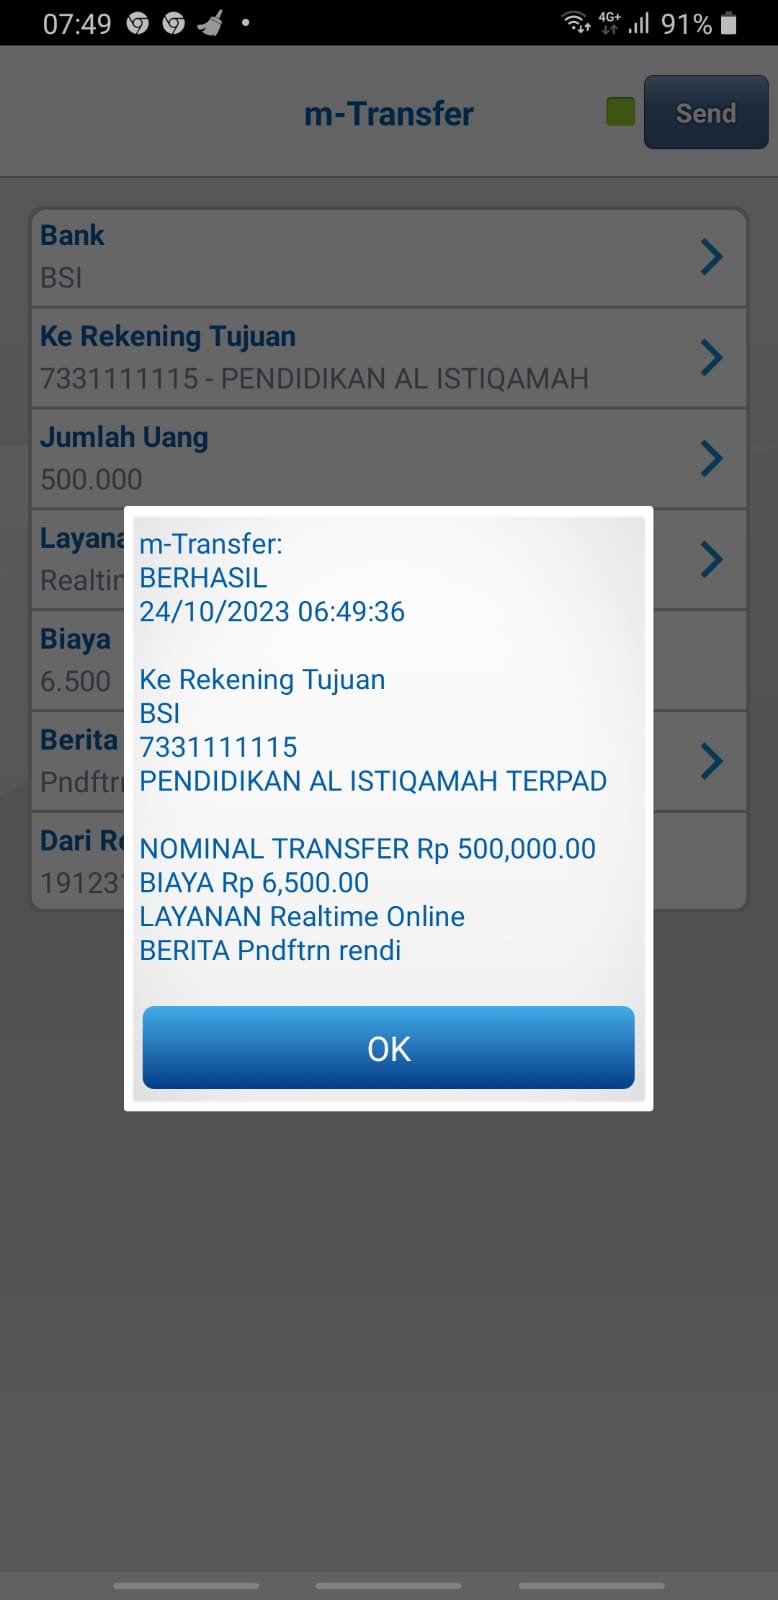 07:49
4G+
91%
m-Transfer
Send
Bank
BSI
Ke Rekening Tujuan
7331111115 - PENDIDIKAN AL ISTIQAMAH
Jumlah Uang
500.000
Layana
Realtin
Biaya
6.500
Berita
Pndftr
Dari Re
19123
m-Transfer:
BERHASIL
24/10/2023 06:49:36
Ke Rekening Tujuan
BSI
7331111115
PENDIDIKAN AL ISTIQAMAH TERPAD
NOMINAL TRANSFER Rp 500,000.00
BIAYA Rp 6,500.00
LAYANAN Realtime Online
BERITA Pndftrn rendi
OK